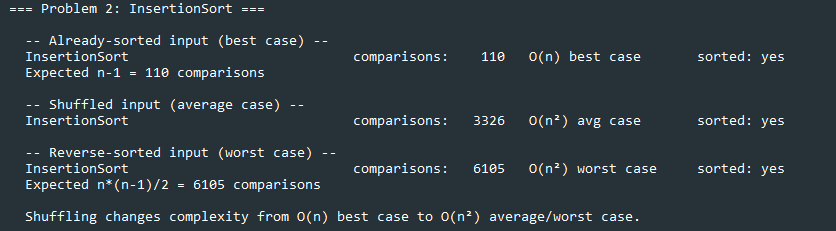 === Problem 2: InsertionSort ===
-- Already-sorted input (best case) --
InsertionSort comparisons: 110 O(n) best case sorted: yes
Expected n-1 = 110 comparisons
-- Shuffled input (average case) --
InsertionSort comparisons: 3326 O(n²) avg case sorted: yes
-- Reverse-sorted input (worst case) --
InsertionSort comparisons: 6105 O(n²) worst case sorted: yes
Expected n*(n-1)/2 = 6105 comparisons
Shuffling changes complexity from O(n) best case to O(n²) average/worst case.